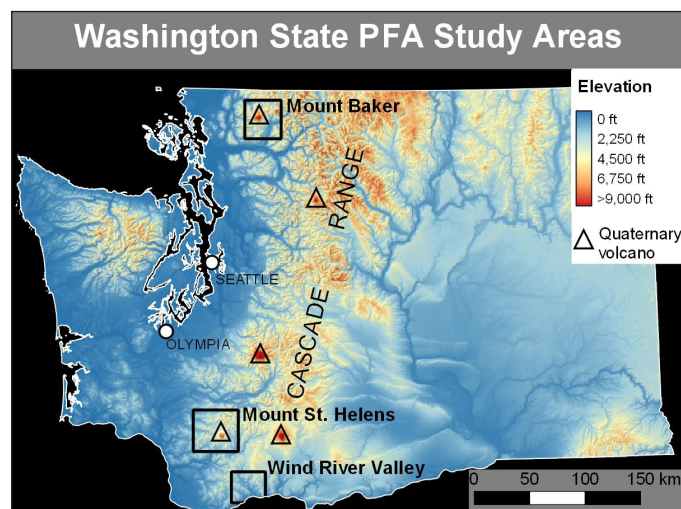 Washington State PFA Study Areas
Elevation
0 ft
2,250 ft
4,500 ft
6,750 ft
>9,000 ft
Quaternary
volcano
Mount Baker
RANGE
SEATTLE
OLYMPIA
CASCADE
Mount St. Helens
Wind River Valley
0 50 100 150 km